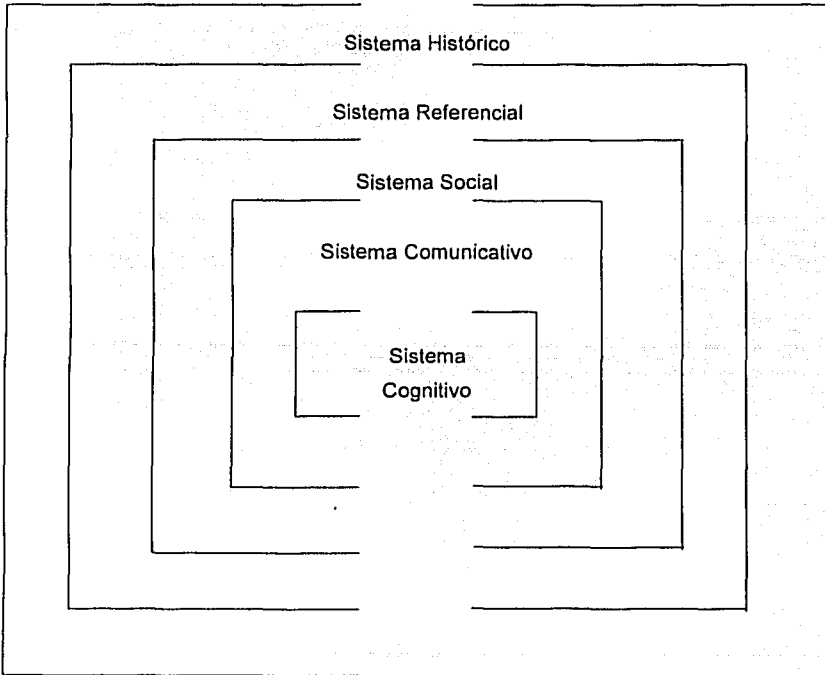 Sistema Histórico
Sistema Referencial
Sistema Social
Sistema Comunicativo
Sistema
Cognitivo